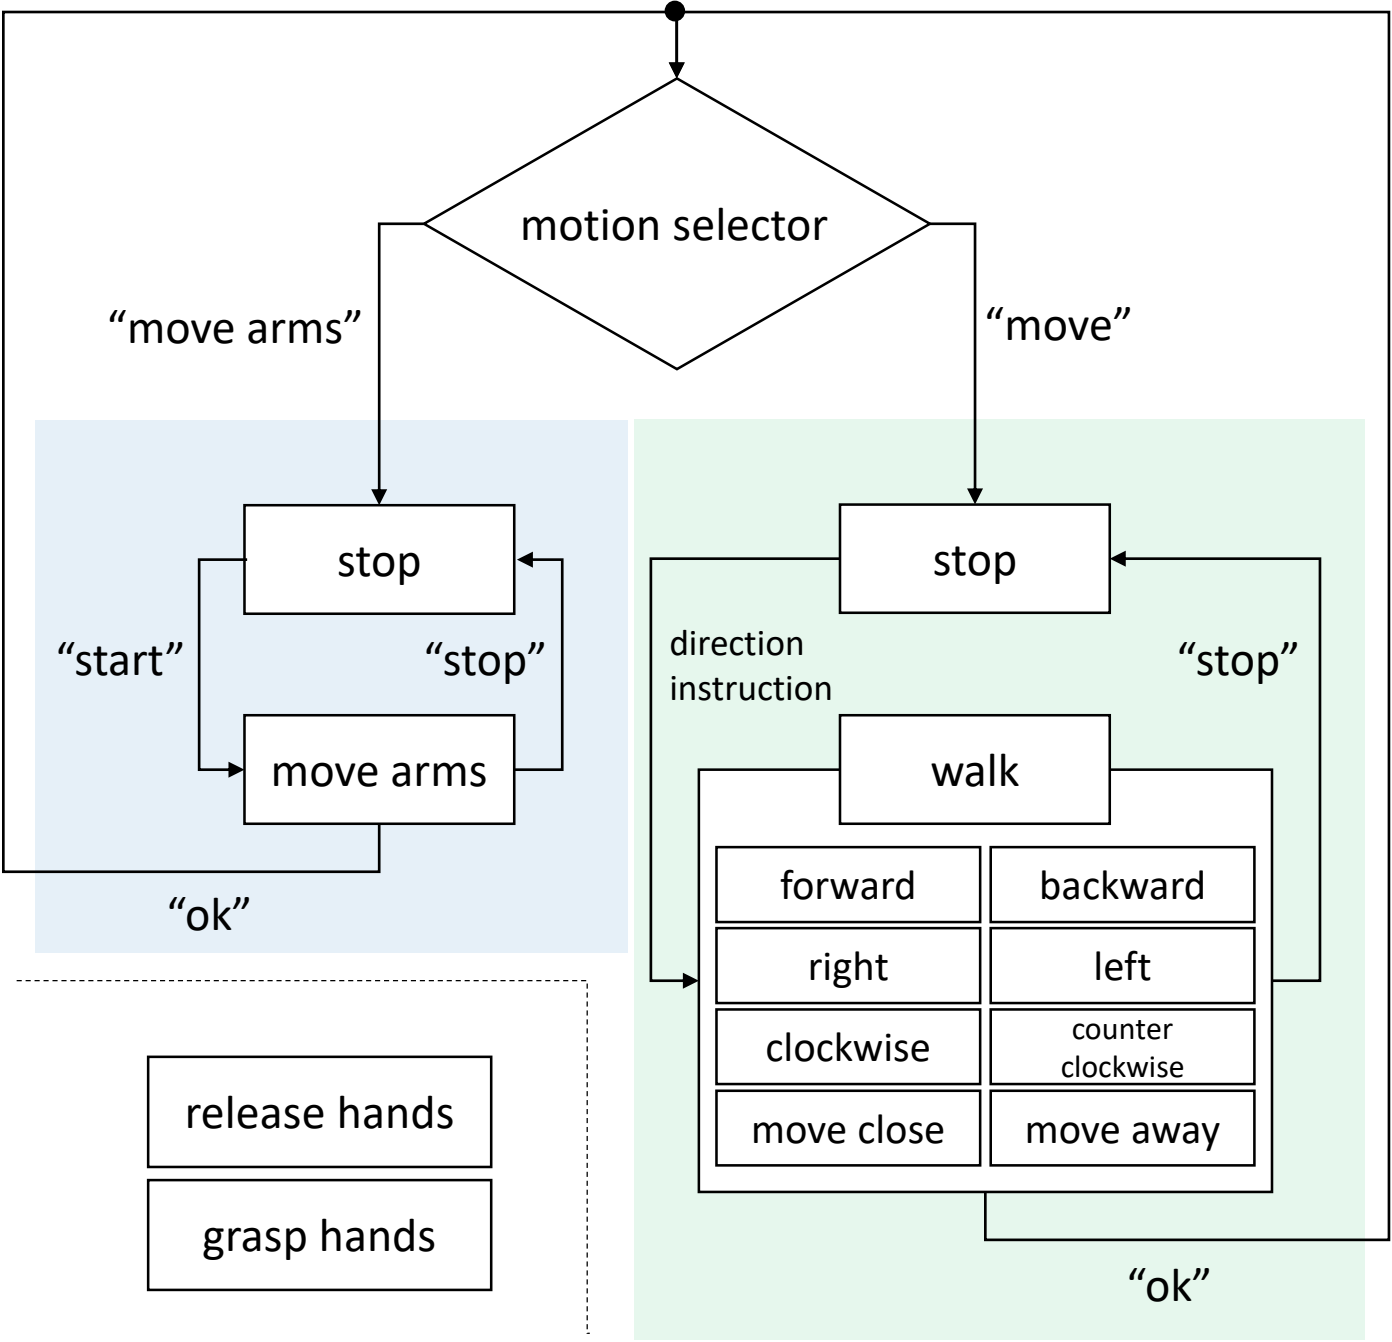 motion selector
“move arms”
“move”
stop
“start”
“stop”
move arms
“ok”
stop
direction
instruction
“stop”
walk
forward
backward
right
left
clockwise
counter
clockwise
move close
move away
“ok”
release hands
grasp hands